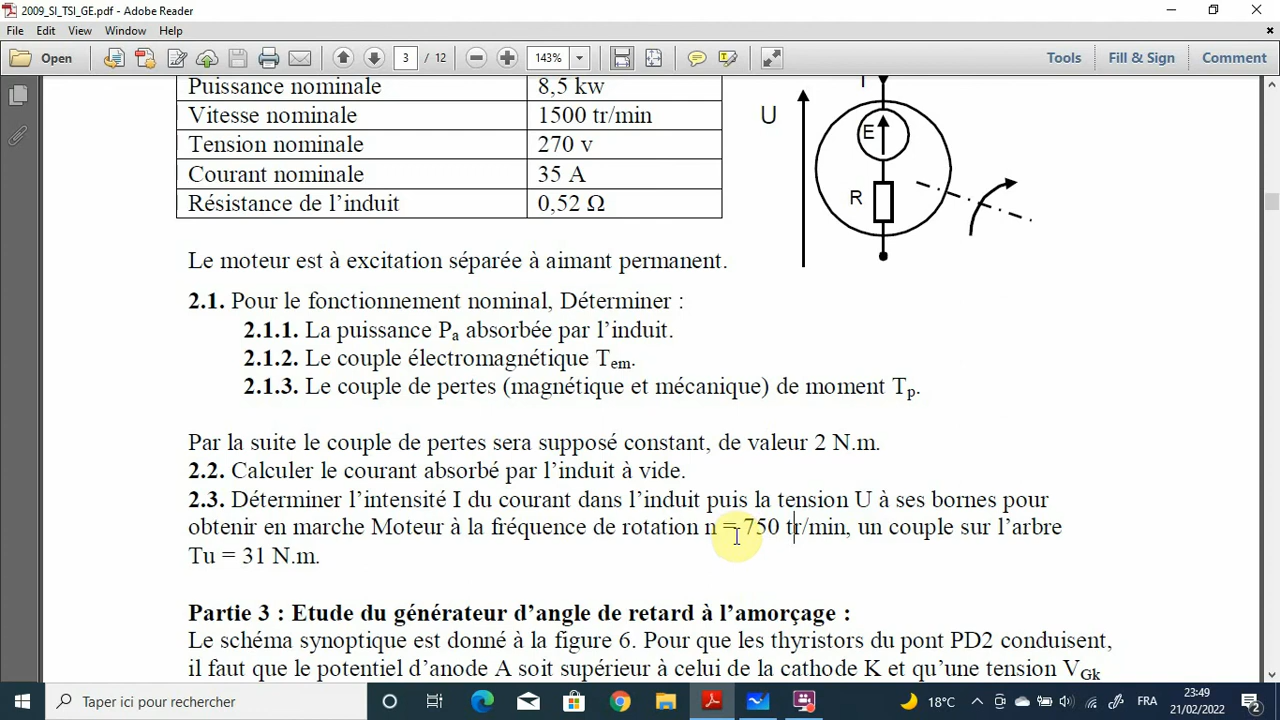 2009_SI_TSI_GE.pdf - Adobe Reader
File Edit View Window Help
Open 3 / 12 143% Tools Fill & Sign Comment
Puissance nominale 8,5 kw
Vitesse nominale 1500 tr/min
Tension nominale 270 v
Courant nominale 35 A
Résistance de l'induit 0,52 Ω
U
E
R
Le moteur est à excitation séparée à aimant permanent.
2.1. Pour le fonctionnement nominal, Déterminer :
2.1.1. La puissance Pa absorbée par l'induit.
2.1.2. Le couple électromagnétique Tem.
2.1.3. Le couple de pertes (magnétique et mécanique) de moment Tp.
Par la suite le couple de pertes sera supposé constant, de valeur 2 N.m.
2.2. Calculer le courant absorbé par l'induit à vide.
2.3. Déterminer l'intensité I du courant dans l'induit puis la tension U à ses bornes pour
obtenir en marche Moteur à la fréquence de rotation n = 750 tr/min, un couple sur l'arbre
Tu = 31 N.m.
Partie 3 : Etude du générateur d'angle de retard à l'amorçage :
Le schéma synoptique est donné à la figure 6. Pour que les thyristors du pont PD2 conduisent,
il faut que le potentiel d'anode A soit supérieur à celui de la cathode K et qu'une tension VGk
Taper ici pour rechercher
18°C
FRA
23:49
21/02/2022
2